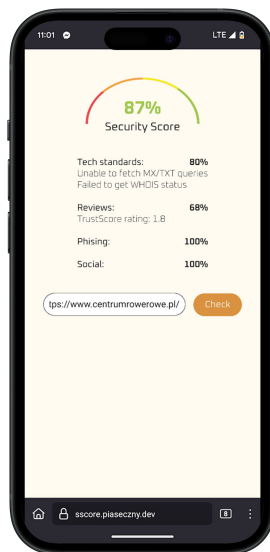 11:01 LTE
87%
Security Score
Tech standards: 80%
Unable to fetch MX/TXT queries
Failed to get WHOIS status
Reviews: 68%
TrustScore rating: 1.8
Phising: 100%
Social: 100%
tps://www.centrumrowerowe.pl/ Check
sscore.piaseczny.dev 8